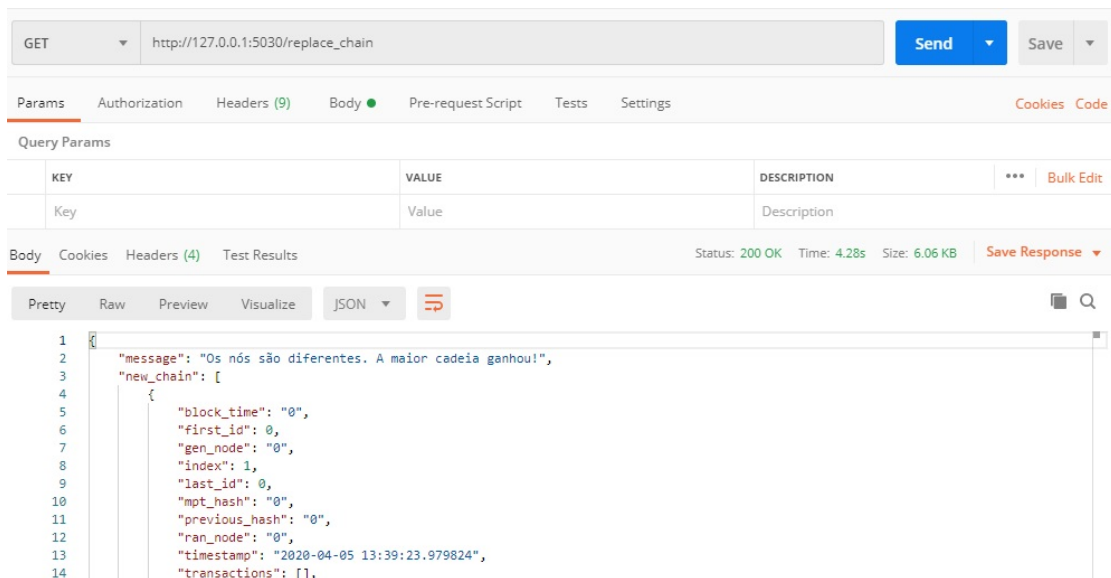 GET http://127.0.0.1:5030/replace_chain Send Save
Params Authorization Headers (9) Body Pre-request Script Tests Settings Cookies Code
Query Params
KEY VALUE DESCRIPTION ••• Bulk Edit
Key Value Description
Body Cookies Headers (4) Test Results Status: 200 OK Time: 4.28s Size: 6.06 KB Save Response
Pretty Raw Preview Visualize JSON
1 {
2 "message": "Os nós são diferentes. A maior cadeia ganhou!",
3 "new_chain": [
4 {
5 "block_time": "0",
6 "first_id": 0,
7 "gen_node": "0",
8 "index": 1,
9 "last_id": 0,
10 "mpt_hash": "0",
11 "previous_hash": "0",
12 "ran_node": "0",
13 "timestamp": "2020-04-05 13:39:23.979824",
14 "transactions": [],